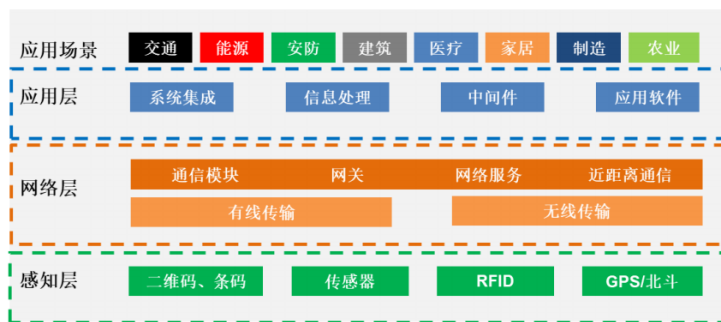 应用场景 交通 能源 安防 建筑 医疗 家居 制造 农业
应用层 系统集成 信息处理 中间件 应用软件
网络层 通信模块 网关 网络服务 近距离通信
有线传输 无线传输
感知层 二维码、条码 传感器 RFID GPS/北斗